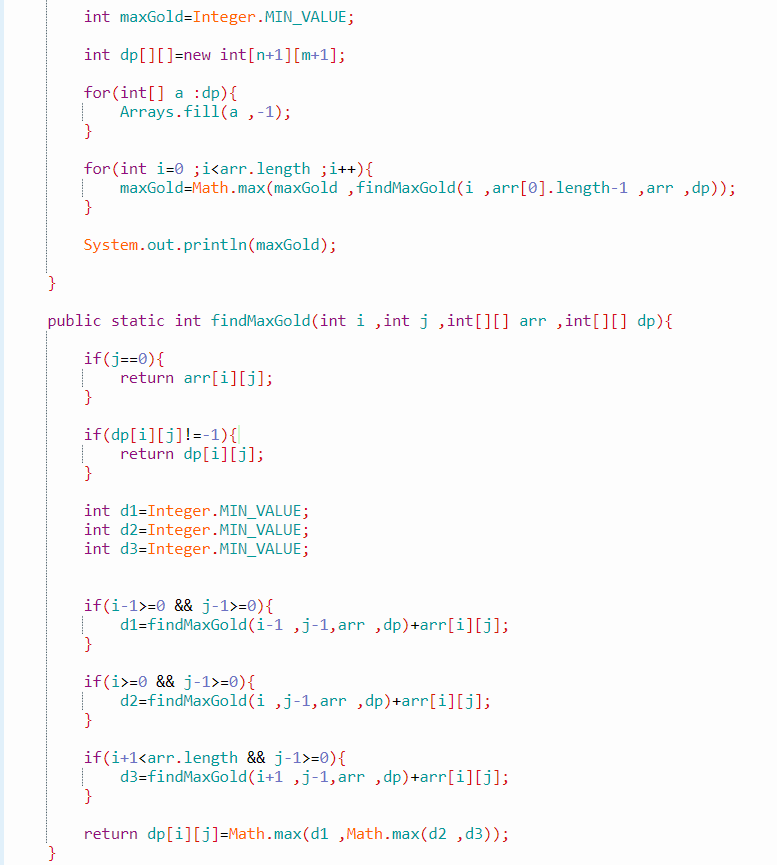 int maxGold=Integer.MIN_VALUE;
int dp[][]=new int[n+1][m+1];
for(int[] a :dp){
Arrays.fill(a ,-1);
}
for(int i=0 ;i<arr.length ;i++){
maxGold=Math.max(maxGold ,findMaxGold(i ,arr[0].length-1 ,arr ,dp));
}
System.out.println(maxGold);
}
public static int findMaxGold(int i ,int j ,int[][] arr ,int[][] dp){
if(j==0){
return arr[i][j];
}
if(dp[i][j]!=-1){
return dp[i][j];
}
int d1=Integer.MIN_VALUE;
int d2=Integer.MIN_VALUE;
int d3=Integer.MIN_VALUE;
if(i-1>=0 && j-1>=0){
d1=findMaxGold(i-1 ,j-1,arr ,dp)+arr[i][j];
}
if(i>=0 && j-1>=0){
d2=findMaxGold(i ,j-1,arr ,dp)+arr[i][j];
}
if(i+1<arr.length && j-1>=0){
d3=findMaxGold(i+1 ,j-1,arr ,dp)+arr[i][j];
}
return dp[i][j]=Math.max(d1 ,Math.max(d2 ,d3));
}